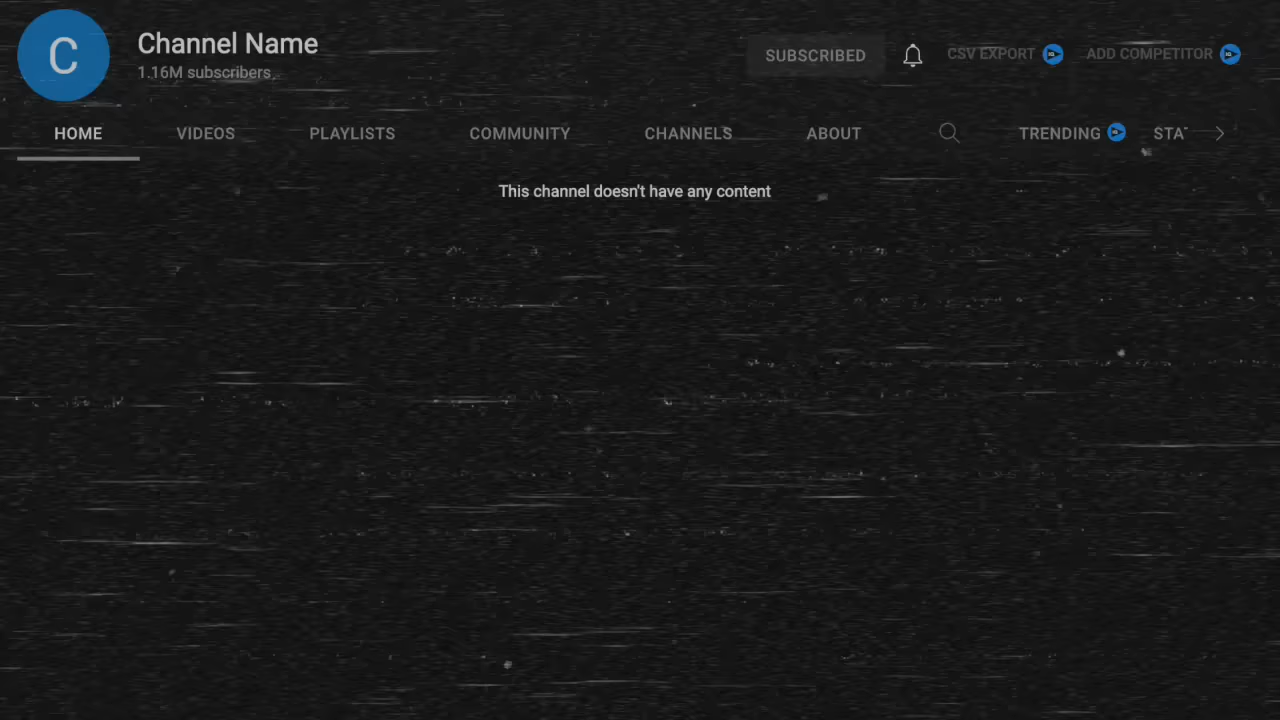 C
Channel Name
1.16M subscribers
SUBSCRIBED
CSV EXPORT
ADD COMPETITOR
HOME
VIDEOS
PLAYLISTS
COMMUNITY
CHANNELS
ABOUT
TRENDING
STA
This channel doesn't have any content